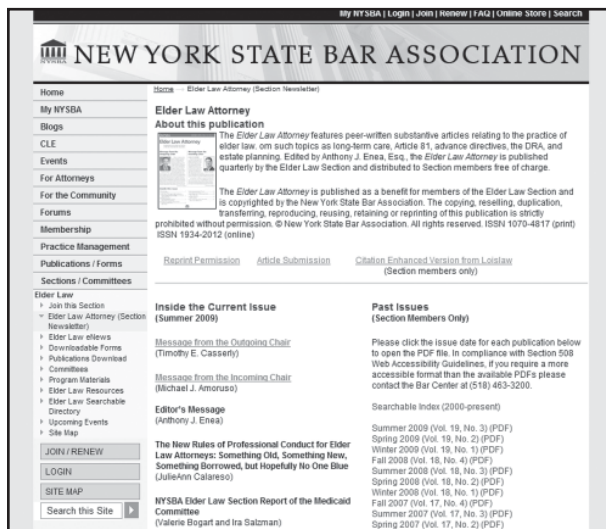 My NYSBA | Login | Join | Renew | FAQ | Online Store | Search
NYSBA
NEW YORK STATE BAR ASSOCIATION
Home
My NYSBA
Blogs
CLE
Events
For Attorneys
For the Community
Forums
Membership
Practice Management
Publications / Forms
Sections / Committees
Elder Law
Join this Section
Elder Law Attorney (Section
Newsletter)
Elder Law eNews
Downloadable Forms
Publications Download
Committees
Program Materials
Elder Law Resources
Elder Law Searchable
Directory
Upcoming Events
Site Map
JOIN / RENEW
LOGIN
SITE MAP
Search this Site
Home Elder Law Attorney (Section Newsletter)
Elder Law Attorney
About this publication
Elder Law Attorney
The Elder Law Attorney features peer-written substantive articles relating to the practice of
elder law. om such topics as long-term care, Article 81, advance directives, the DRA, and
estate planning. Edited by Anthony J. Enea, Esq., the Elder Law Attorney is published
quarterly by the Elder Law Section and distributed to Section members free of charge.
The Elder Law Attorney is published as a benefit for members of the Elder Law Section and
is copyrighted by the New York State Bar Association. The copying, reselling, duplication,
transferring, reproducing, reusing, retaining or reprinting of this publication is strictly
prohibited without permission. © New York State Bar Association. All rights reserved. ISSN 1070-4817 (print)
ISSN 1934-2012 (online)
Reprint Permission Article Submission Citation Enhanced Version from Loislaw
(Section members only)
Inside the Current Issue
(Summer 2009)
Message from the Outgoing Chair
(Timothy E. Casserly)
Message from the Incoming Chair
(Michael J. Amoruso)
Editor's Message
(Anthony J. Enea)
The New Rules of Professional Conduct for Elder
Law Attorneys: Something Old, Something New,
Something Borrowed, but Hopefully No One Blue
(JulieAnn Calareso)
NYSBA Elder Law Section Report of the Medicaid
Committee
(Valerie Bogart and Ira Salzman)
Past Issues
(Section Members Only)
Please click the issue date for each publication below
to open the PDF file. In compliance with Section 508
Web Accessibility Guidelines, if you require a more
accessible format than the available PDFs please
contact the Bar Center at (518) 463-3200.
Searchable Index (2000-present)
Summer 2009 (Vol. 19, No. 3) (PDF)
Spring 2009 (Vol. 19, No. 2) (PDF)
Winter 2009 (Vol. 19, No. 1) (PDF)
Fall 2008 (Vol. 18, No. 4) (PDF)
Summer 2008 (Vol. 18, No. 3) (PDF)
Spring 2008 (Vol. 18, No. 2) (PDF)
Winter 2008 (Vol. 18, No. 1) (PDF)
Fall 2007 (Vol. 17, No. 4) (PDF)
Summer 2007 (Vol. 17, No. 3) (PDF)
Spring 2007 (Vol. 17, No. 2) (PDF)